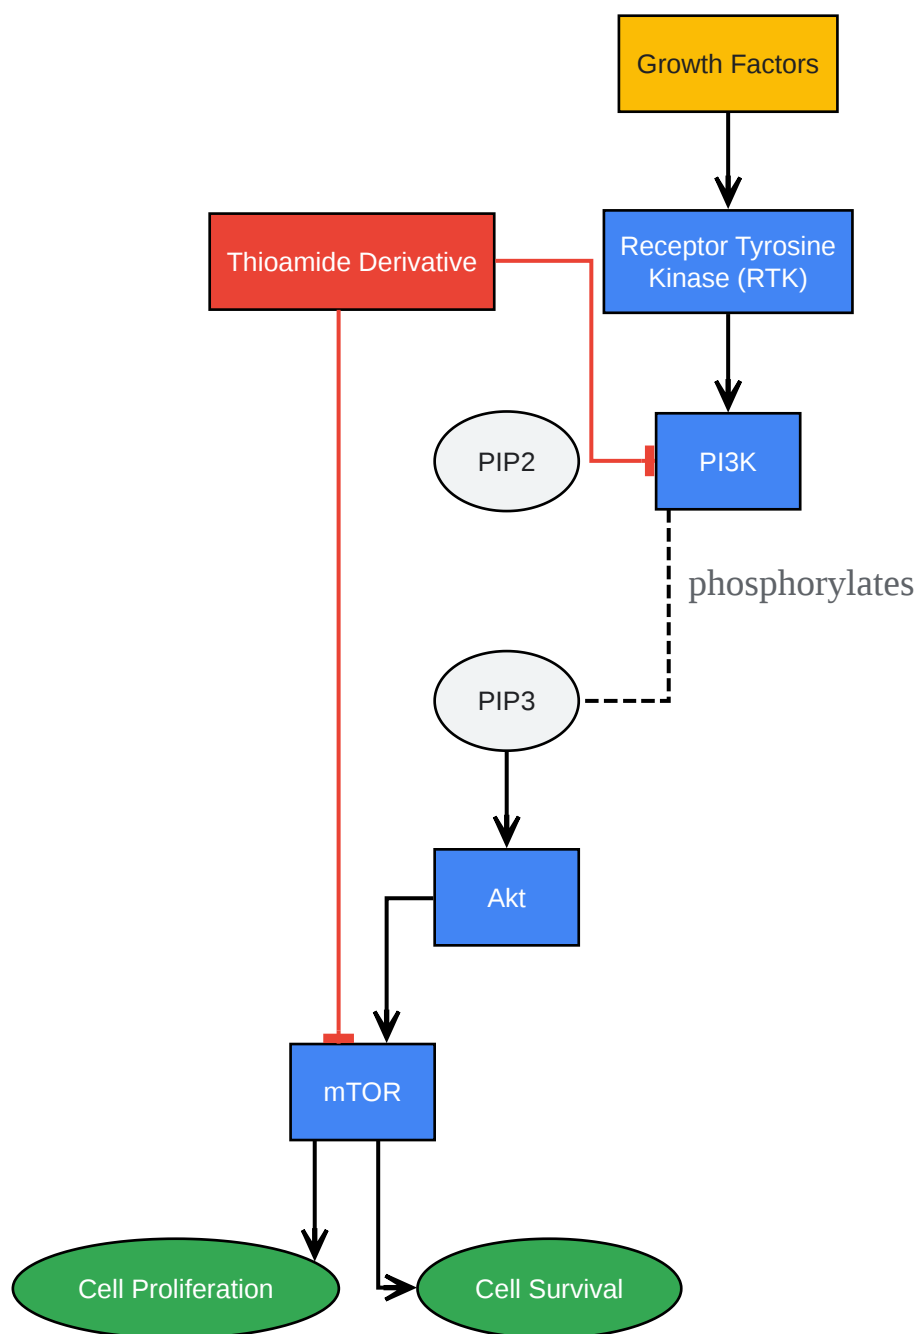 Growth Factors
Thioamide Derivative
Receptor Tyrosine
Kinase (RTK)
PIP2
PI3K
phosphorylates
PIP3
Akt
mTOR
Cell Proliferation
Cell Survival